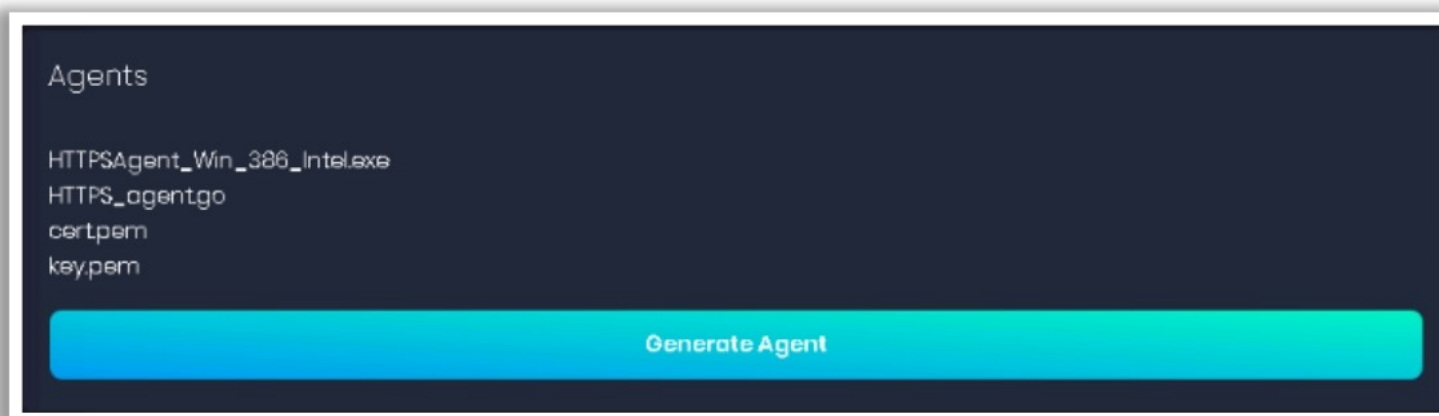 Agents
HTTPSAgent_Win_386_Intel.exe
HTTPS_agent.go
cert.pem
key.pem
Generate Agent